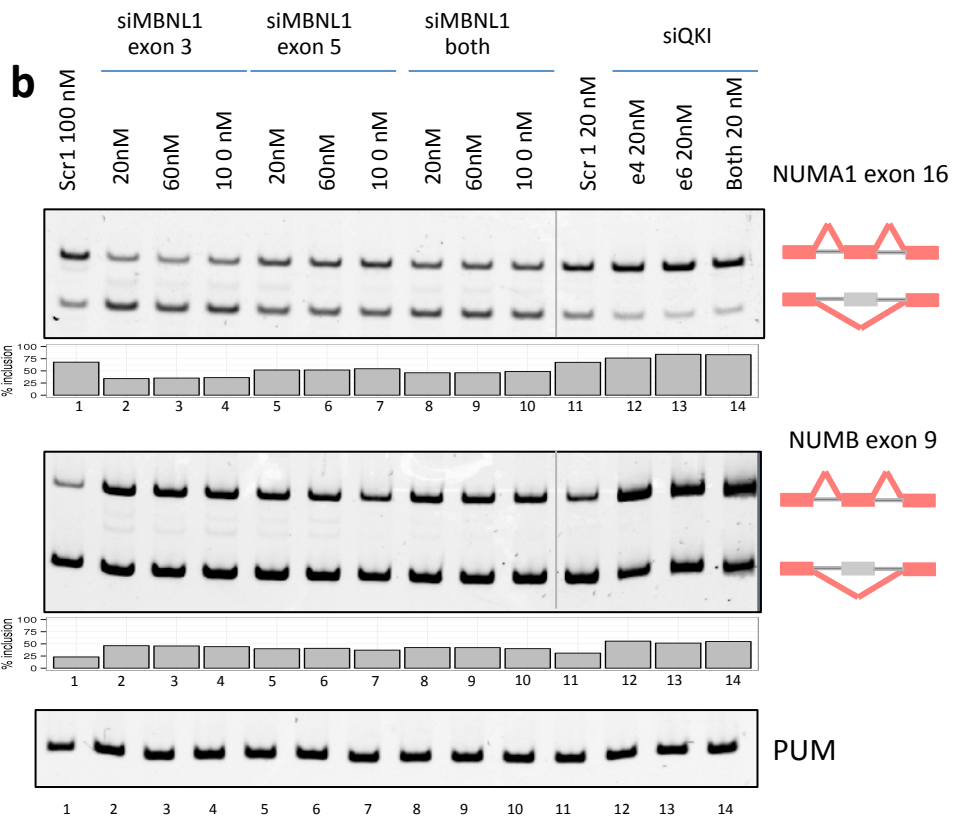 b
siMBNL1
exon 3
siMBNL1
exon 5
siMBNL1
both
siQKI
Scr1 100 nM
20nM
60nM
10 0 nM
20nM
60nM
10 0 nM
20nM
60nM
10 0 nM
Scr 1 20 nM
e4 20nM
e6 20nM
Both 20 nM
NUMA1 exon 16
% inclusion
100
75
50
25
0
1 2 3 4 5 6 7 8 9 10 11 12 13 14
NUMB exon 9
% inclusion
100
75
50
25
0
1 2 3 4 5 6 7 8 9 10 11 12 13 14
PUM
1 2 3 4 5 6 7 8 9 10 11 12 13 14